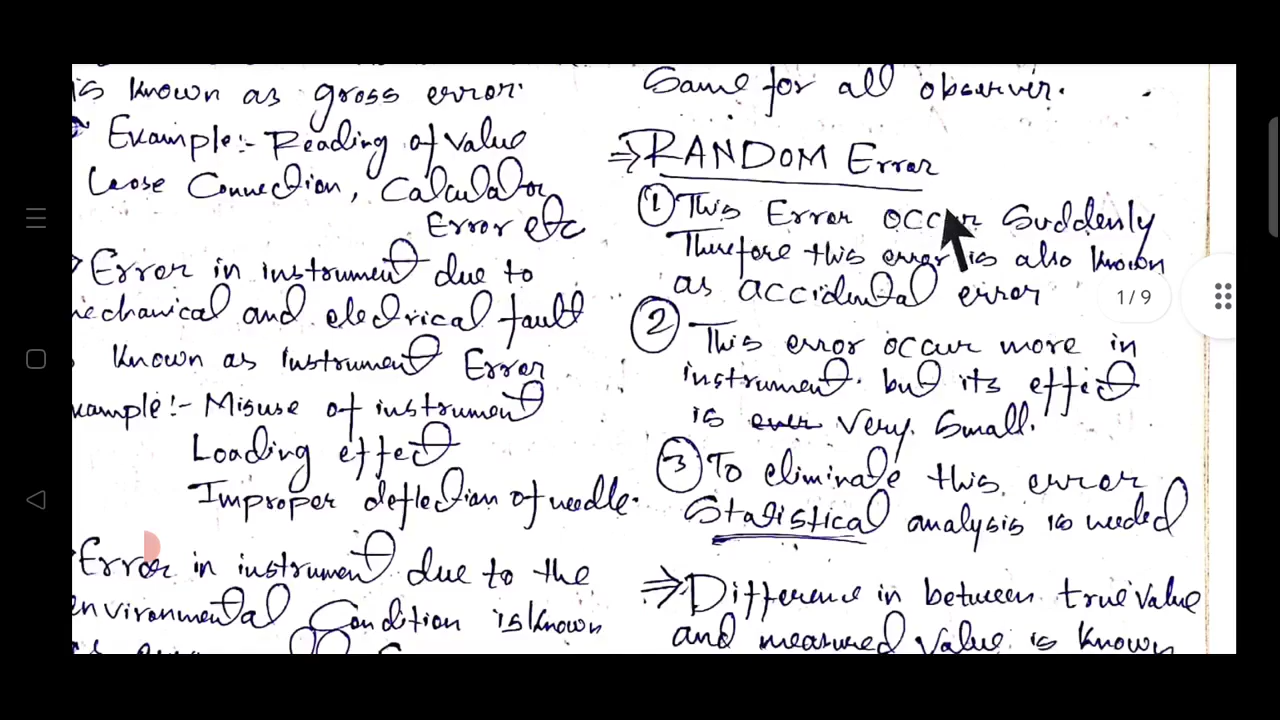 is known as gross error.
Example:- Reading of value
Loose Connection, Calculator
Error etc
Error in instrument due to
mechanical and electrical fault
known as instrument Error
Example:- Misuse of instrument
Loading effect
Improper deflection of needle.
Error in instrument due to the
environmental Condition is known
Same for all observer.
⇒ RANDOM Error
① This Error occur Suddenly
Therefore this error is also known
as accidental error
② This error occur more in
instrument. but its effect
is ever very small.
③ To eliminate this error
Statistical analysis is needed
⇒ Difference in between true value
and measured value is known
1/9